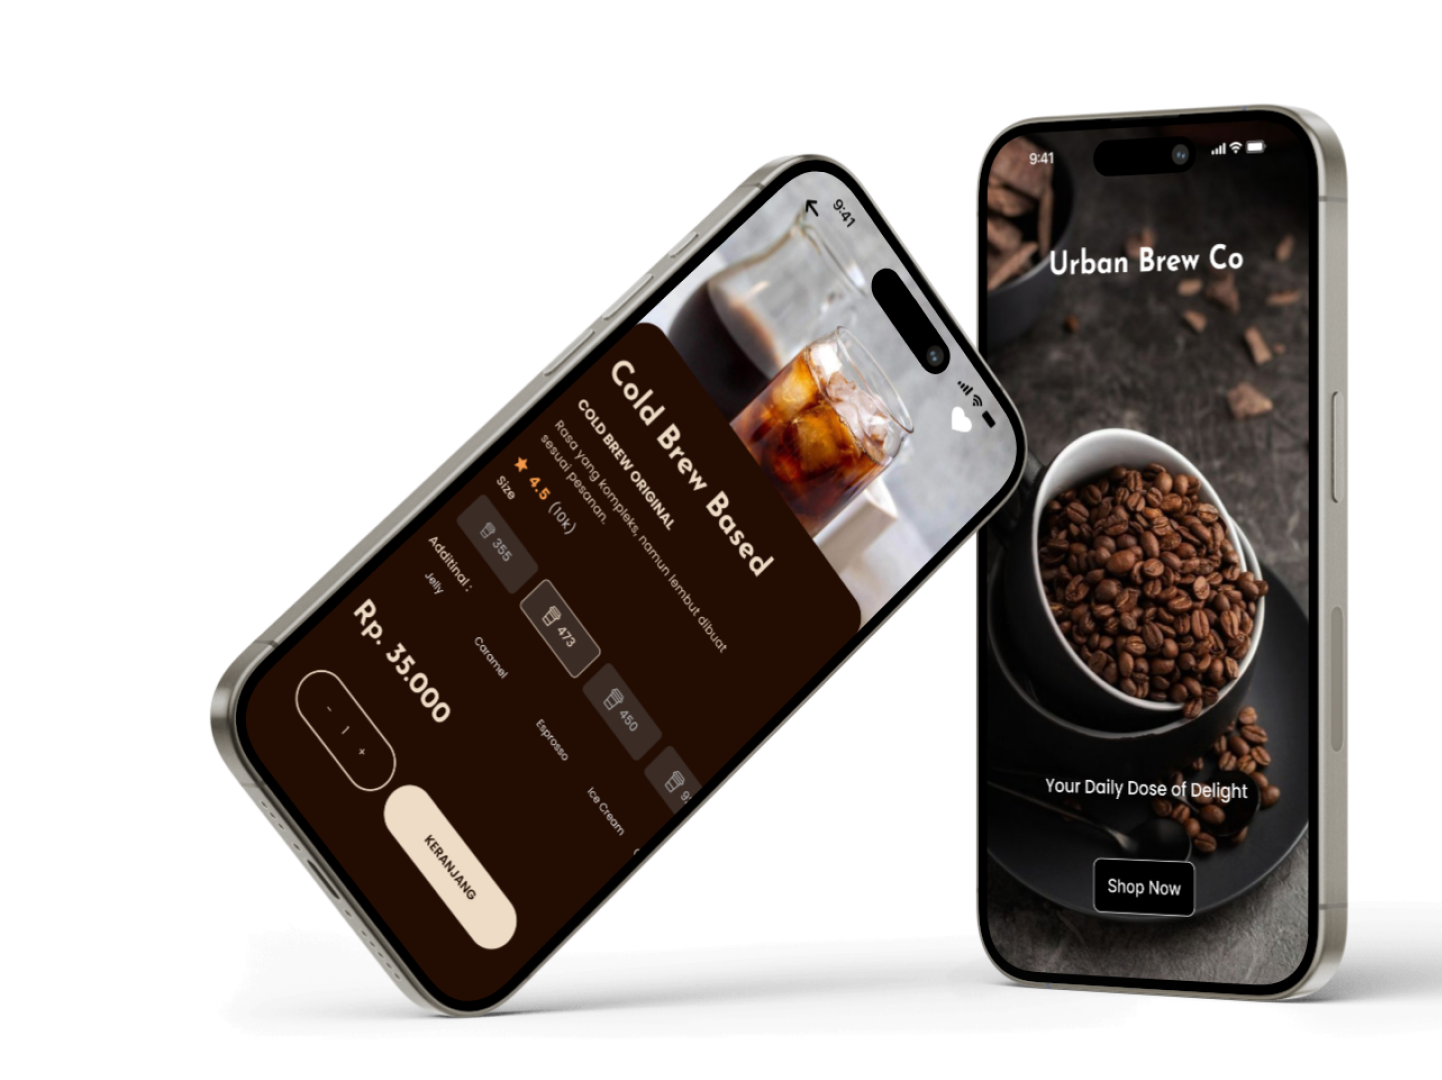 9:41
Cold Brew Based
COLD BREW ORIGINAL
Rasa yang kompleks, namun lembut dibuat
sesuai pesanan.
4.5 (10k)
Size
355
473
450
Additinal :
Jelly
Caramel
Esprosso
Ice Cream
Rp. 35.000
- 1 +
KERANJANG
9:41
Urban Brew Co
Your Daily Dose of Delight
Shop Now